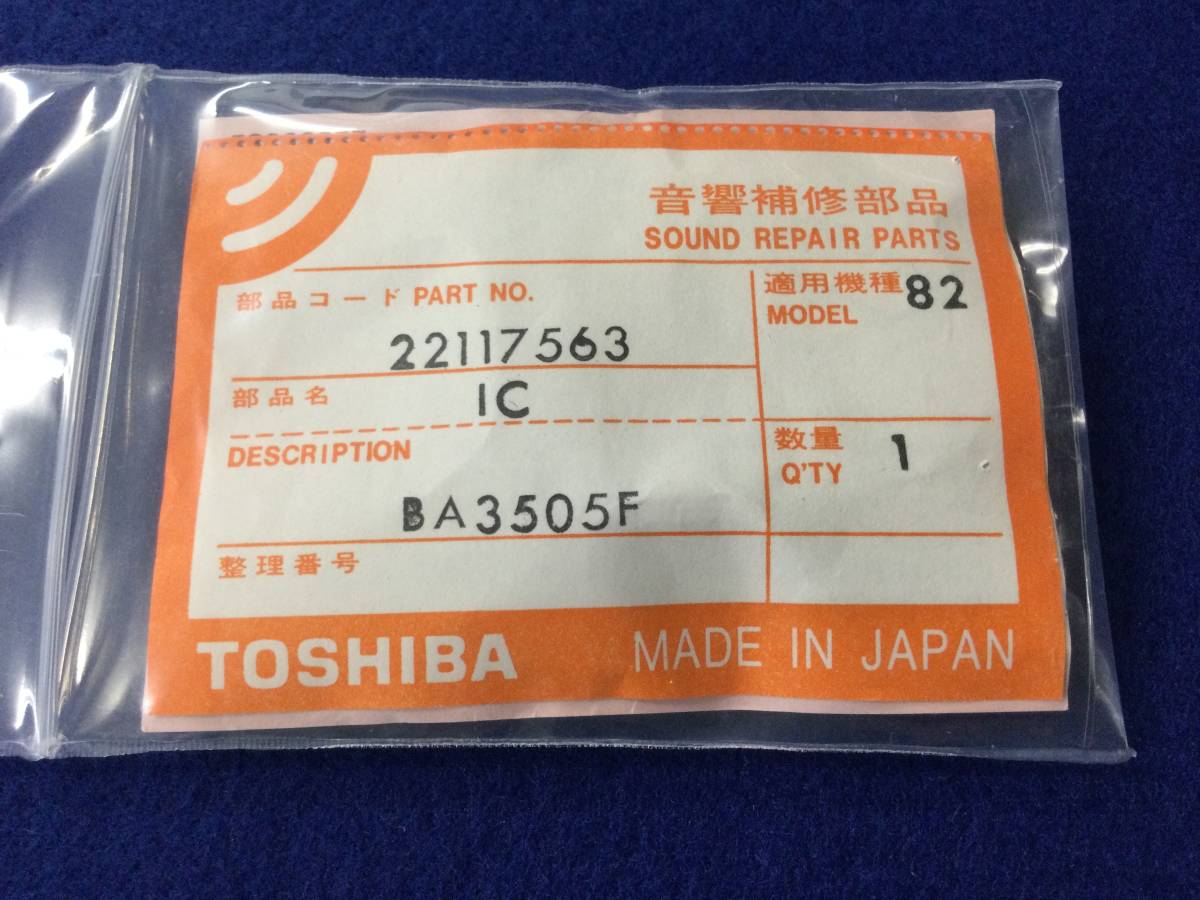 音響補修部品
SOUND REPAIR PARTS
部品コード PART NO.
22117563
適用機種 82
MODEL
部品名 IC
DESCRIPTION
BA3505F
数量 1
Q'TY
整理番号
TOSHIBA MADE IN JAPAN